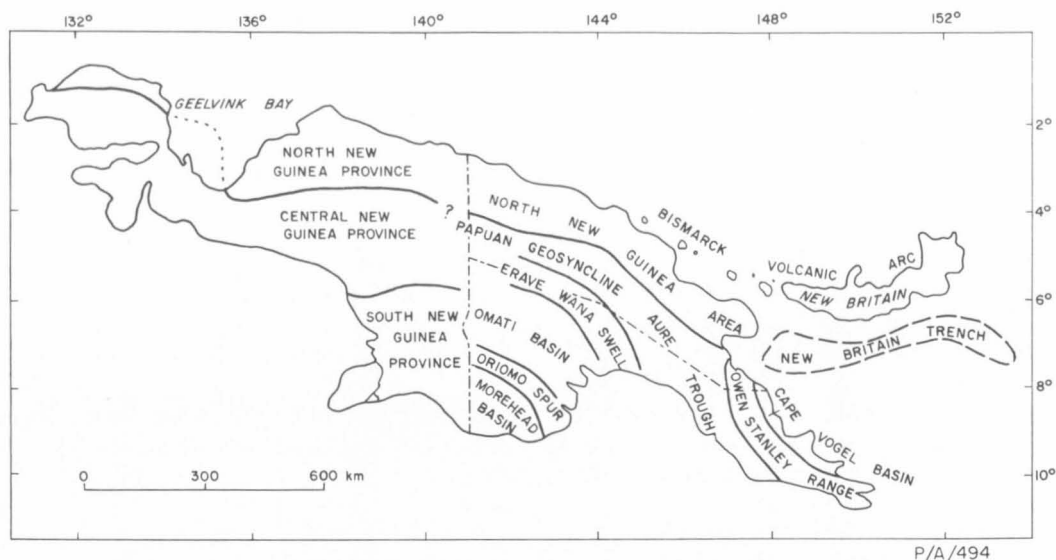 132° 136° 140° 144° 148° 152°
GEELVINK BAY
2°
NORTH NEW
GUINEA PROVINCE
4°
CENTRAL NEW
GUINEA PROVINCE
?
NORTH NEW GUINEA AREA
BISMARCK VOLCANIC ARC
PAPUAN GEOSYNCLINE
ERAVE WANA SWELL
NEW BRITAIN
6°
AURE TROUGH
SOUTH NEW
GUINEA
PROVINCE
OMATI BASIN
NEW BRITAIN TRENCH
ORIOMO SPUR
MOREHEAD
BASIN
8°
OWEN STANLEY RANGE
CAPE VOGEL BASIN
10°
0 300 600 km
P/A/494